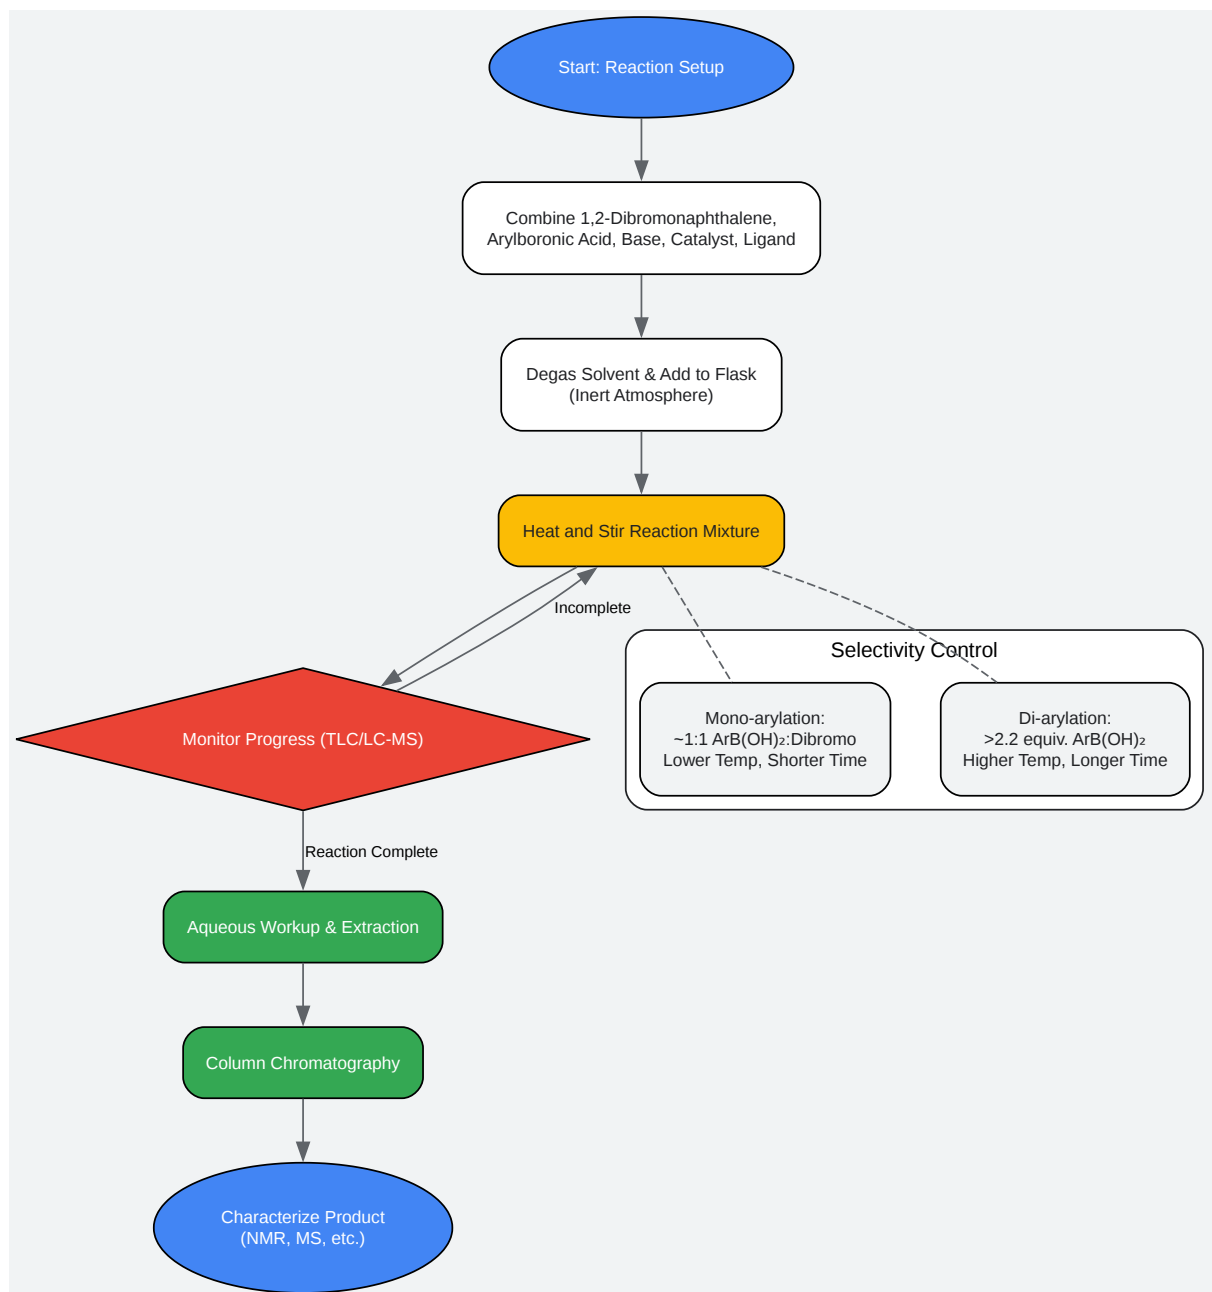 Start: Reaction Setup
Combine 1,2-Dibromonaphthalene,
Arylboronic Acid, Base, Catalyst, Ligand
Degas Solvent & Add to Flask
(Inert Atmosphere)
Heat and Stir Reaction Mixture
Incomplete
Selectivity Control
Mono-arylation:
~1:1 ArB(OH)₂:Dibromo
Lower Temp, Shorter Time
Di-arylation:
>2.2 equiv. ArB(OH)₂
Higher Temp, Longer Time
Monitor Progress (TLC/LC-MS)
Reaction Complete
Aqueous Workup & Extraction
Column Chromatography
Characterize Product
(NMR, MS, etc.)